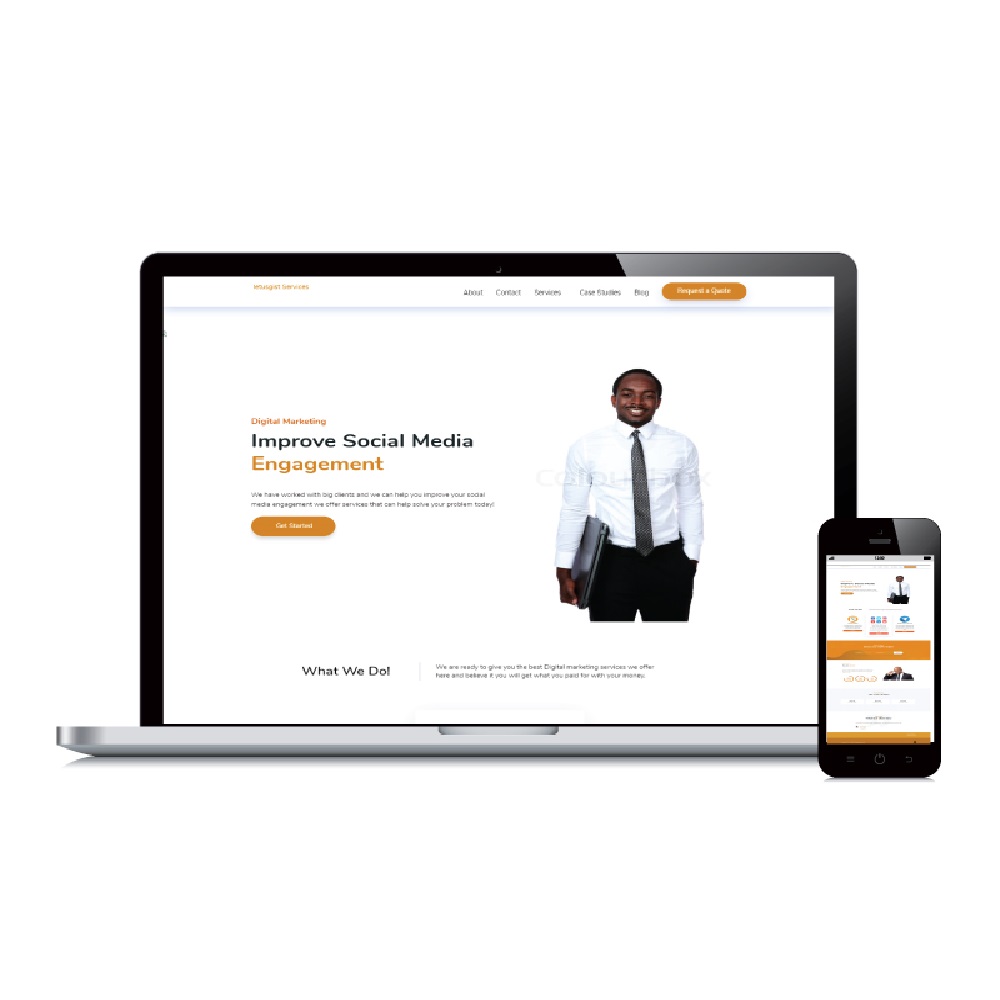 Services
About Contact Services Case Studies Blog Request a Quote
Digital Marketing
Improve Social Media
Engagement
We have worked with big clients and we can help you improve your social
media engagement we offer services that can help solve your problem today!
Get Started
What We Do!
We are ready to give you the best Digital marketing services we offer
here and believe it you will get what you paid for with your money.